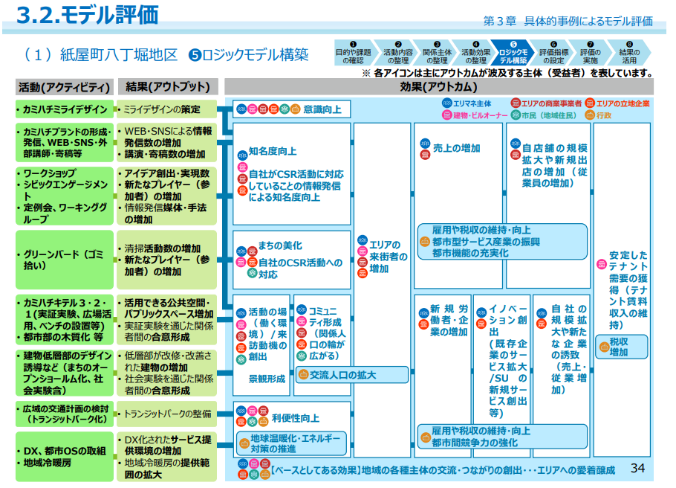 3.2.モデル評価
第３章 具体的事例によるモデル評価
（１）紙屋町八丁堀地区 ❺ロジックモデル構築
❶
目的や課題
の確認
❷
活動内容
の整理
❸
関係主体
の整理
❹
活動効果
の整理
❺
ロジックモ
デル構築
❻
評価指標
の設定
❼
評価の
実施
❽
結果の
活用
※ 各アイコンは主にアウトカムが波及する主体（受益者）を表しています。
活動(アクティビティ)
結果(アウトプット)
効果(アウトカム)
・カミハチミライデザイン
・ミライデザインの策定
意識向上
エリマネ主体
エリアの商業事業者
エリアの立地企業
建物・ビルオーナー
市民（地域住民）
行政
・カミハチブランドの形成・
発信、WEB・SNS・外
部講師・寄稿等
・WEB・SNSによる情報
発信数の増加
・講演・寄稿数の増加
・ワークショップ
・シビックエンゲージメン
ト
・定例会、ワーキンググ
ループ
・アイデア創出・実現数
・新たなプレイヤー（参
加者）の増加
・情報発信媒体・手法
の増加
知名度向上
自社がCSR活動に対応
していることの情報発信
による知名度向上
・グリーンバード（ゴミ
拾い）
・清掃活動数の増加
・新たなプレイヤー（参
加者）の増加
まちの美化
自社のCSR活動への
対応
エリアの
来街者の
増加
売上の増加
自店舗の規模
拡大や新規出
店の増加（従
業員の増加）
雇用や税収の維持・向上
都市型サービス産業の振興
都市機能の充実化
安定した
テナント
需要の獲
得（テナ
ント賃料
収入の維
持）
税収
増加
・カミハチキテル３・２・
１(実証実験、広場活
用、ベンチの設置等)
・都市部の木質化 等
・活用できる公共空間・
パブリックスペース増加
・実証実験を通じた関係
者間の合意形成
・建物低層部のデザイン
誘導など（まちのオー
プンショールム化、社
会実験含）
・低層部が改修・改善さ
れた建物の増加
・社会実験を通じた関係
者間の合意形成
活動の場
（働く環
境）/来
訪動機の
創出
景観形成
コミュニ
ティ形成
（関係人
口の輪が
広がる）
交流人口の拡大
新規労
働者・企
業の増加
イノベー
ション創
出
(既存企
業のサー
ビス拡大
/SUの
新規サー
ビス創出
等)
自社の
規模拡
大や新た
な企業
の誘致
（売上・
従業増
加）
・広域の交通計画の検討
（トランジットパーク化）
・トランジットパークの整備
利便性向上
雇用や税収の維持・向上
都市間競争力の強化
・DX、都市OSの取組
・地域冷暖房
・DX化されたサービス提
供環境の増加
・地域冷暖房の提供範
囲の拡大
地球温暖化・エネルギー
対策の推進
【ベースとしてある効果】地域の各種主体の交流・つながりの創出・・・エリアへの愛着醸成
34